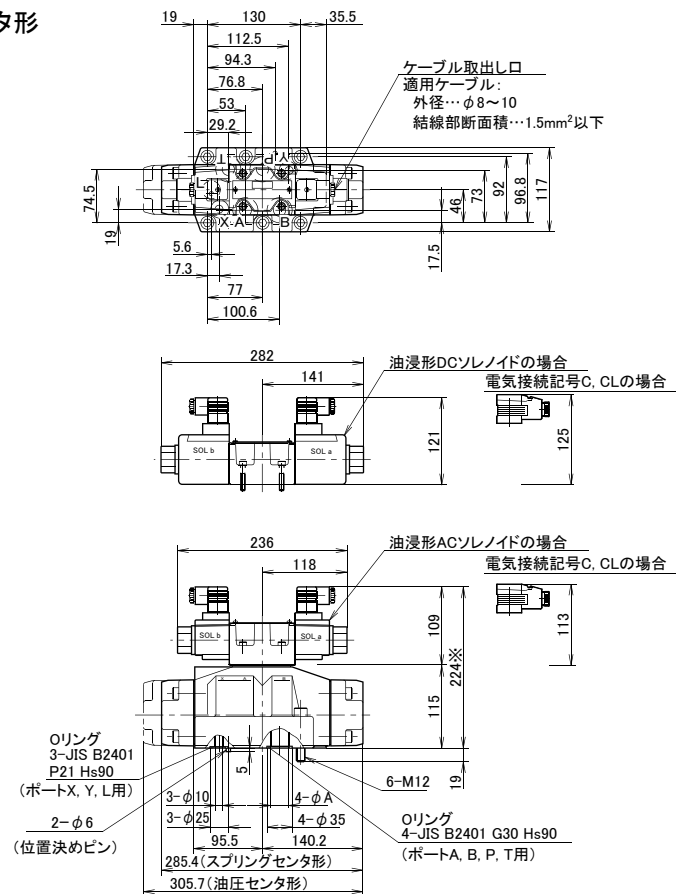 タ形
19
130
35.5
112.5
94.3
76.8
53
29.2
ケーブル取出し口
適用ケーブル:
外径…φ8～10
結線部断面積…1.5mm²以下
T
P
Y
L
X
A
B
74.5
19
46
73
92
96.8
117
17.5
5.6
17.3
77
100.6
282
141
油浸形DCソレノイドの場合
電気接続記号C, CLの場合
SOL b
SOL a
121
125
236
118
油浸形ACソレノイドの場合
電気接続記号C, CLの場合
SOL b
SOL a
109
224※
113
115
Oリング
3-JIS B2401
P21 Hs90
(ポートX, Y, L用)
5
19
6-M12
3-φ10
4-φA
2-φ6
3-φ25
4-φ35
Oリング
4-JIS B2401 G30 Hs90
(位置決めピン)
95.5
140.2
(ポートA, B, P, T用)
285.4(スプリングセンタ形)
305.7(油圧センタ形)